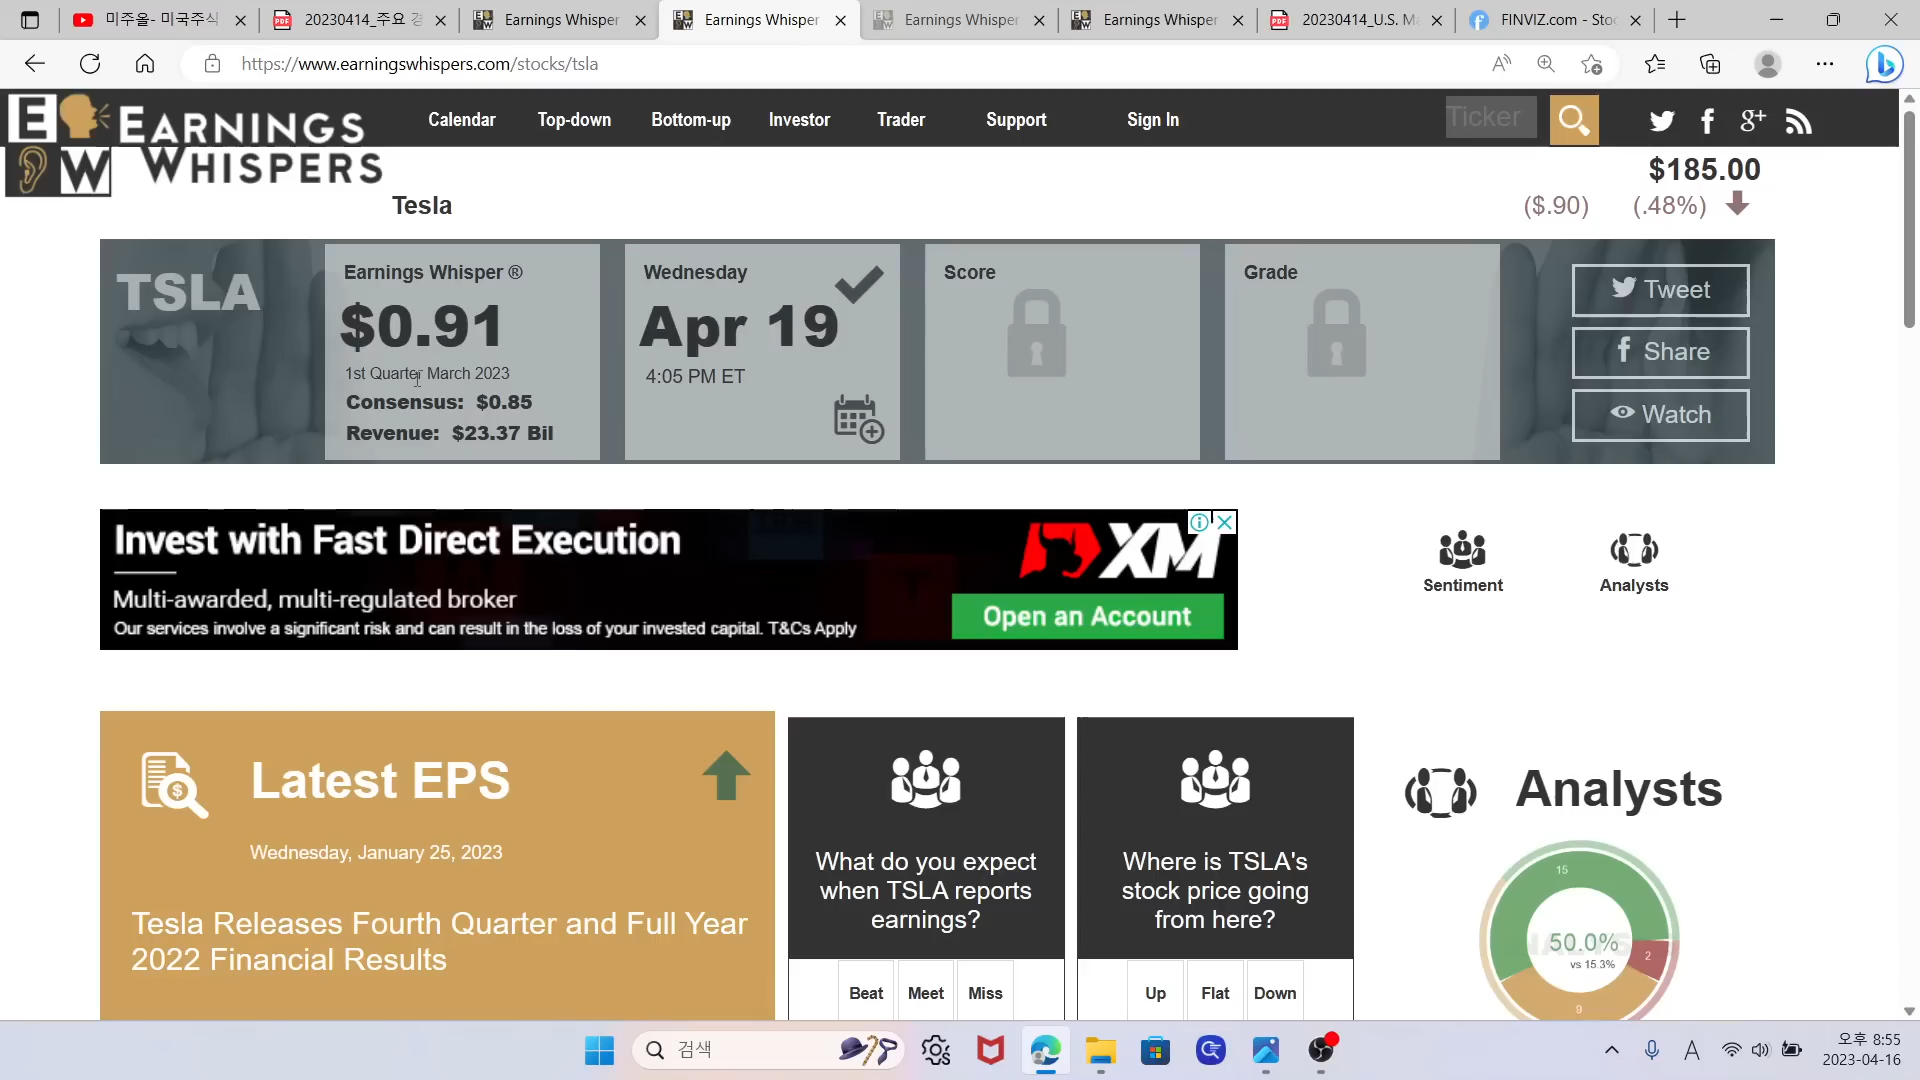 미주올- 미국주식
20230414_주요 경
Earnings Whisper
Earnings Whisper
Earnings Whisper
Earnings Whisper
20230414_U.S. Ma
FINVIZ.com - Sto
https://www.earningswhispers.com/stocks/tsla
EARNINGS
WHISPERS
E
W
Calendar
Top-down
Bottom-up
Investor
Trader
Support
Sign In
Ticker
$185.00
Tesla
($.90)
(.48%)
TSLA
Earnings Whisper ®
$0.91
1st Quarter March 2023
Consensus: $0.85
Revenue: $23.37 Bil
Wednesday
Apr 19
4:05 PM ET
Score
Grade
Tweet
Share
Watch
Invest with Fast Direct Execution
Multi-awarded, multi-regulated broker
Our services involve a significant risk and can result in the loss of your invested capital. T&Cs Apply
XM
Open an Account
Sentiment
Analysts
Latest EPS
Wednesday, January 25, 2023
Tesla Releases Fourth Quarter and Full Year
2022 Financial Results
What do you expect
when TSLA reports
earnings?
Beat
Meet
Miss
Where is TSLA's
stock price going
from here?
Up
Flat
Down
Analysts
15
50.0%
vs 15.3%
2
9
검색
A
오후 8:55
2023-04-16